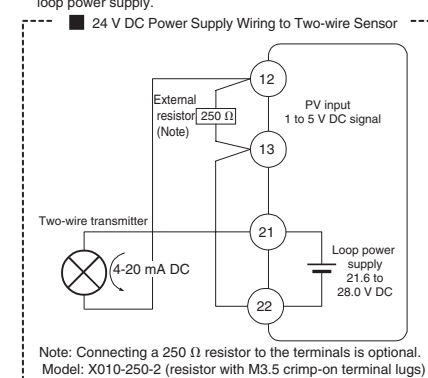 loop power supply.
■ 24 V DC Power Supply Wiring to Two-wire Sensor
12
External
resistor
(Note)
250 Ω
PV input
1 to 5 V DC signal
13
Two-wire transmitter
21
4-20 mA DC
Loop power
supply
21.6 to
28.0 V DC
22
Note: Connecting a 250 Ω resistor to the terminals is optional.
Model: X010-250-2 (resistor with M3.5 crimp-on terminal lugs)